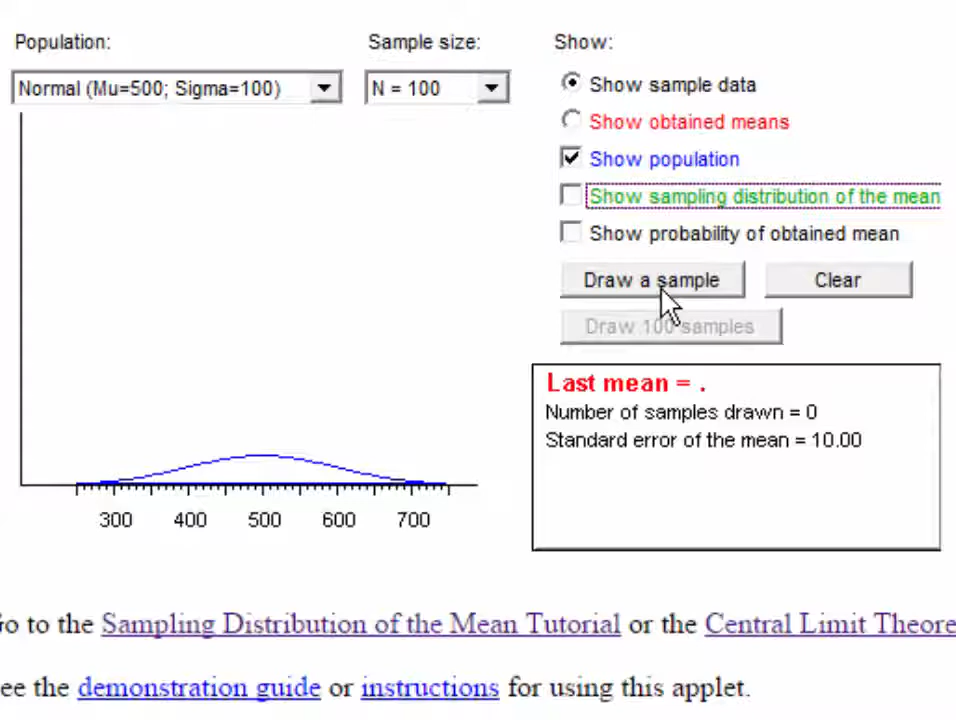 Population:
Sample size:
Show:
Normal (Mu=500; Sigma=100)
N = 100
Show sample data
Show obtained means
Show population
Show sampling distribution of the mean
Show probability of obtained mean
Draw a sample
Clear
Draw 100 samples
Last mean = .
Number of samples drawn = 0
Standard error of the mean = 10.00
300 400 500 600 700
o to the Sampling Distribution of the Mean Tutorial or the Central Limit Theore
ee the demonstration guide or instructions for using this applet.